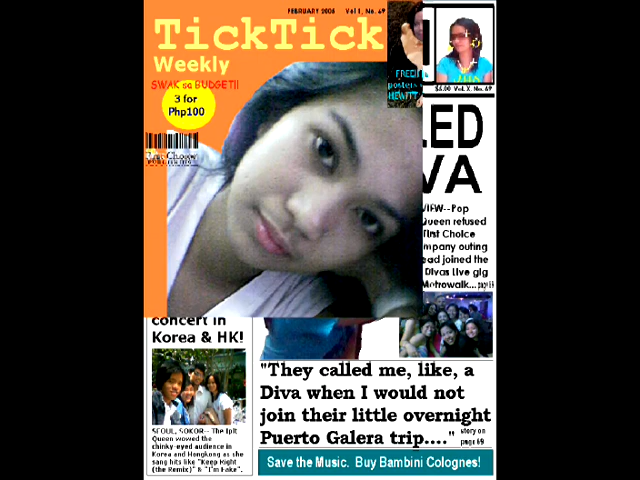 FEBRUARY 2006 Vol 1, No. 69
TickTick
Weekly
SWAK sa BUDGET!!
3 for
Php100
First Choice
FREE!!
posters
HEWITT
$6.00 Vol. X. No. 69
LED
VA
VIEW--Pop
Queen refused
First Choice
mpany outing
ead joined the
Divas Live gig
Metrowalk... page 69
concert in
Korea & HK!
SEOUL, SOKOR-- The Ipit
Queen wowed the
chinky-eyed audience in
Korea and Hongkong as she
sang hits like "Keep Right
(the Remix)" & "I'm Fake".
"They called me, like, a
Diva when I would not
join their little overnight
Puerto Galera trip...." story on
page 69
Save the Music. Buy Bambini Colognes!